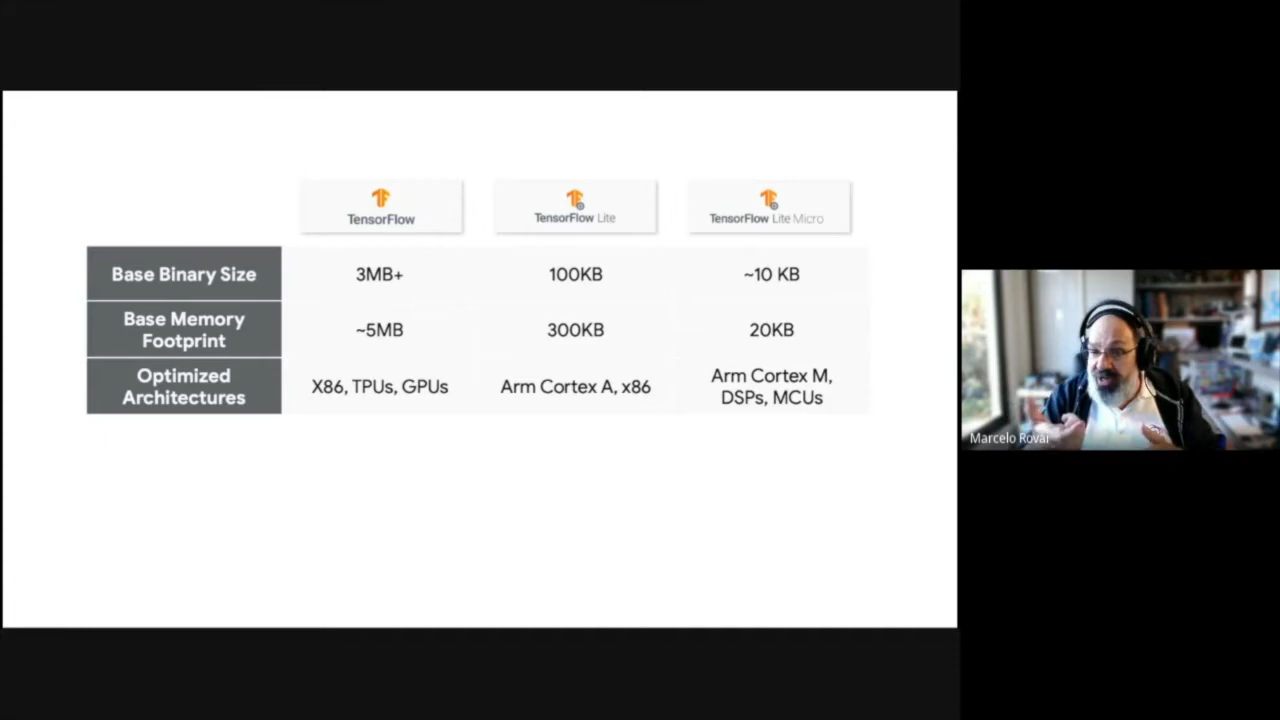 TensorFlow
TensorFlow Lite
TensorFlow Lite Micro
Base Binary Size
3MB+
100KB
~10 KB
Base Memory
Footprint
~5MB
300KB
20KB
Optimized
Architectures
X86, TPUs, GPUs
Arm Cortex A, x86
Arm Cortex M,
DSPs, MCUs
Marcelo Rovai